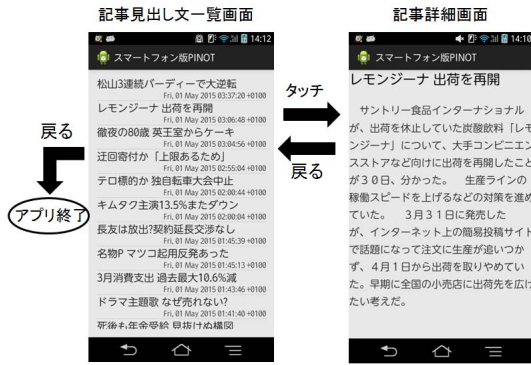 記事見出し文一覧画面
14:12
スマートフォン版PINOT
松山3連続バーディーで大逆転
Fri, 01 May 2015 03:37:20 +0100
レモンジーナ 出荷を再開
Fri, 01 May 2015 03:06:48 +0100
徹夜の80歳 英王室からケーキ
Fri, 01 May 2015 03:04:56 +0100
迂回寄付か「上限あるため」
Fri, 01 May 2015 02:55:04 +0100
テロ標的か 独自転車大会中止
Fri, 01 May 2015 02:00:44 +0100
キムタク主演13.5%またダウン
Fri, 01 May 2015 02:00:04 +0100
長友は放出?契約延長交渉なし
Fri, 01 May 2015 01:45:39 +0100
名物P マツコ起用反発あった
Fri, 01 May 2015 01:45:13 +0100
3月消費支出 過去最大10.6%減
Fri, 01 May 2015 01:43:46 +0100
ドラマ主題歌 なぜ売れない?
Fri, 01 May 2015 01:41:40 +0100
死後も年金受給 見抜けぬ構図
戻る
アプリ終了
タッチ
戻る
記事詳細画面
14:10
スマートフォン版PINOT
レモンジーナ 出荷を再開
サントリー食品インターナショナル
が、出荷を休止していた炭酸飲料「レモ
ンジーナ」について、大手コンビニエン
スストアなど向けに出荷を再開したこと
が３０日、分かった。 生産ラインの
稼働スピードを上げるなどの対策を進め
ていた。 ３月３１日に発売した
が、インターネット上の簡易投稿サイト
で話題になって注文に生産が追いつか
ず、４月１日から出荷を取りやめてい
た。早期に全国の小売店に出荷先を広げ
たい考えだ。